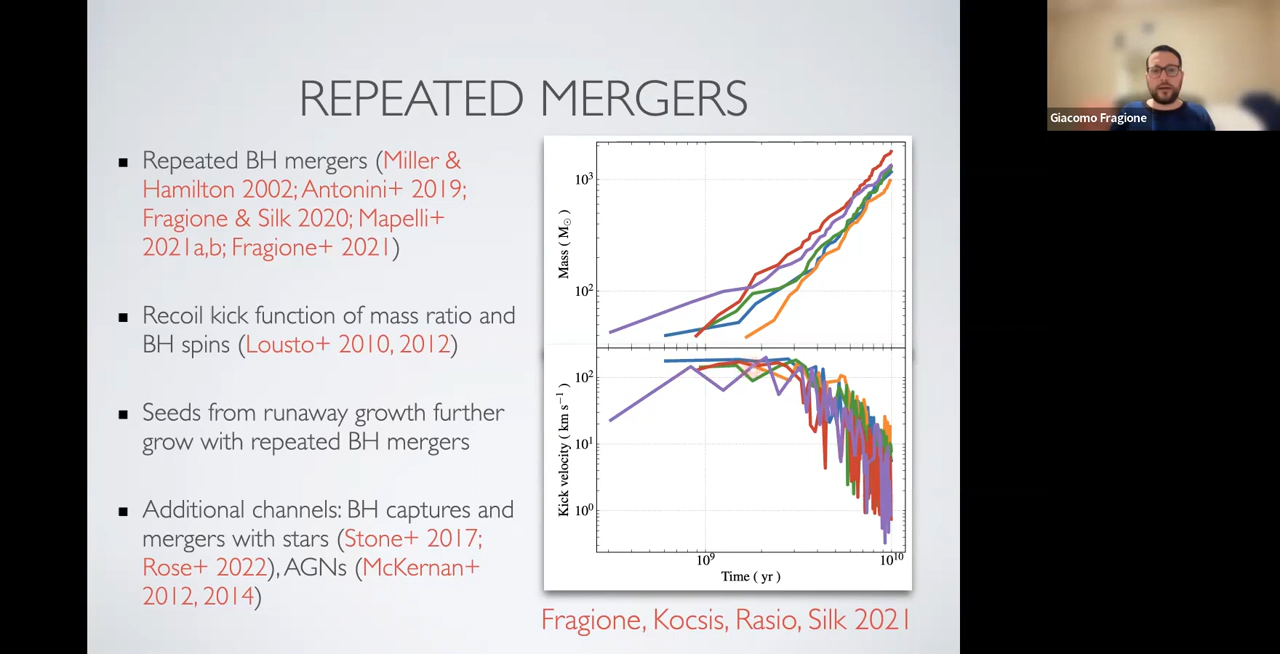 REPEATED MERGERS
▪ Repeated BH mergers (Miller &
Hamilton 2002; Antonini+ 2019;
Fragione & Silk 2020; Mapelli+
2021a,b; Fragione+ 2021)
▪ Recoil kick function of mass ratio and
BH spins (Lousto+ 2010, 2012)
▪ Seeds from runaway growth further
grow with repeated BH mergers
▪ Additional channels: BH captures and
mergers with stars (Stone+ 2017;
Rose+ 2022), AGNs (McKernan+
2012, 2014)
Mass ( M⊙ )
10³
10²
Kick velocity ( km s⁻¹ )
10²
10¹
10⁰
10⁹
10¹⁰
Time ( yr )
Fragione, Kocsis, Rasio, Silk 2021
Giacomo Fragione